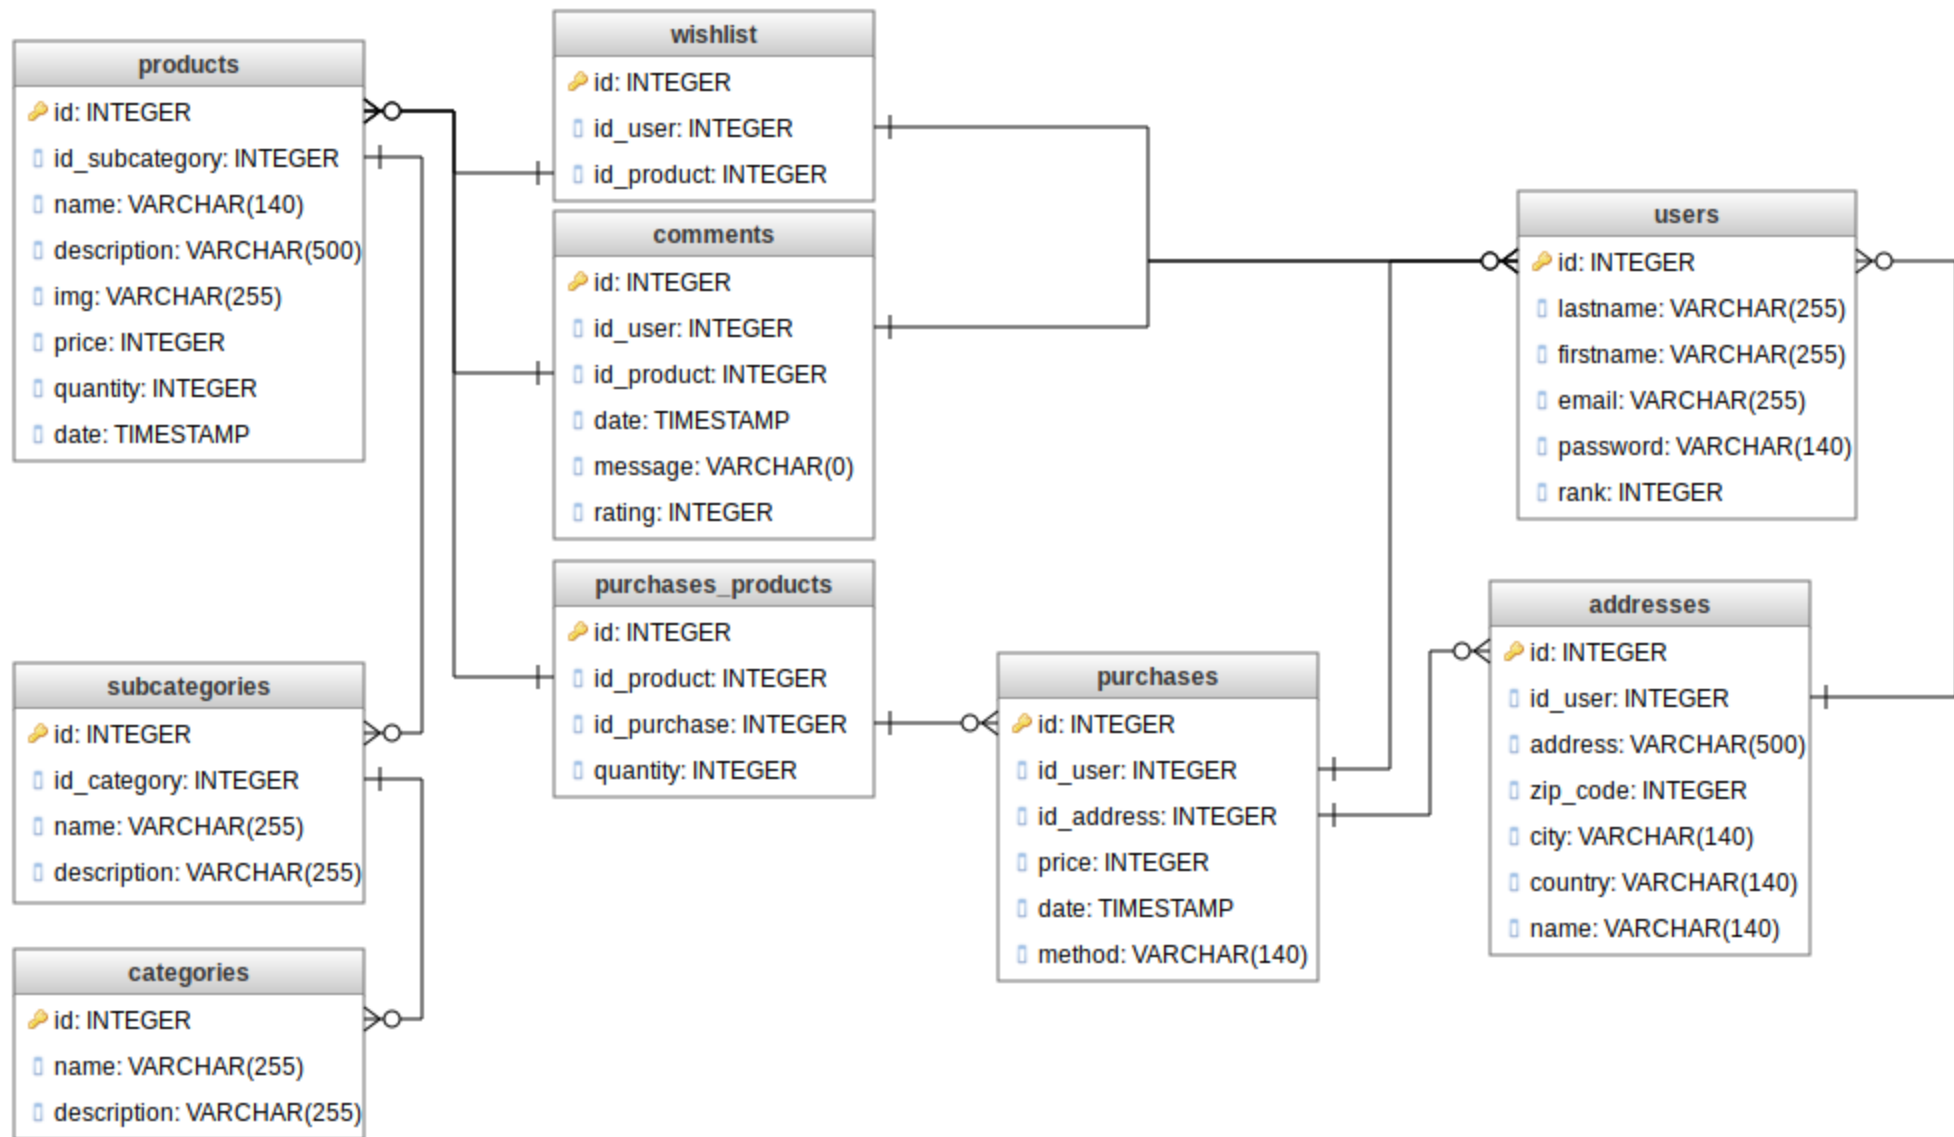 products
id: INTEGER
id_subcategory: INTEGER
name: VARCHAR(140)
description: VARCHAR(500)
img: VARCHAR(255)
price: INTEGER
quantity: INTEGER
date: TIMESTAMP
subcategories
id: INTEGER
id_category: INTEGER
name: VARCHAR(255)
description: VARCHAR(255)
categories
id: INTEGER
name: VARCHAR(255)
description: VARCHAR(255)
wishlist
id: INTEGER
id_user: INTEGER
id_product: INTEGER
comments
id: INTEGER
id_user: INTEGER
id_product: INTEGER
date: TIMESTAMP
message: VARCHAR(0)
rating: INTEGER
purchases_products
id: INTEGER
id_product: INTEGER
id_purchase: INTEGER
quantity: INTEGER
purchases
id: INTEGER
id_user: INTEGER
id_address: INTEGER
price: INTEGER
date: TIMESTAMP
method: VARCHAR(140)
users
id: INTEGER
lastname: VARCHAR(255)
firstname: VARCHAR(255)
email: VARCHAR(255)
password: VARCHAR(140)
rank: INTEGER
addresses
id: INTEGER
id_user: INTEGER
address: VARCHAR(500)
zip_code: INTEGER
city: VARCHAR(140)
country: VARCHAR(140)
name: VARCHAR(140)